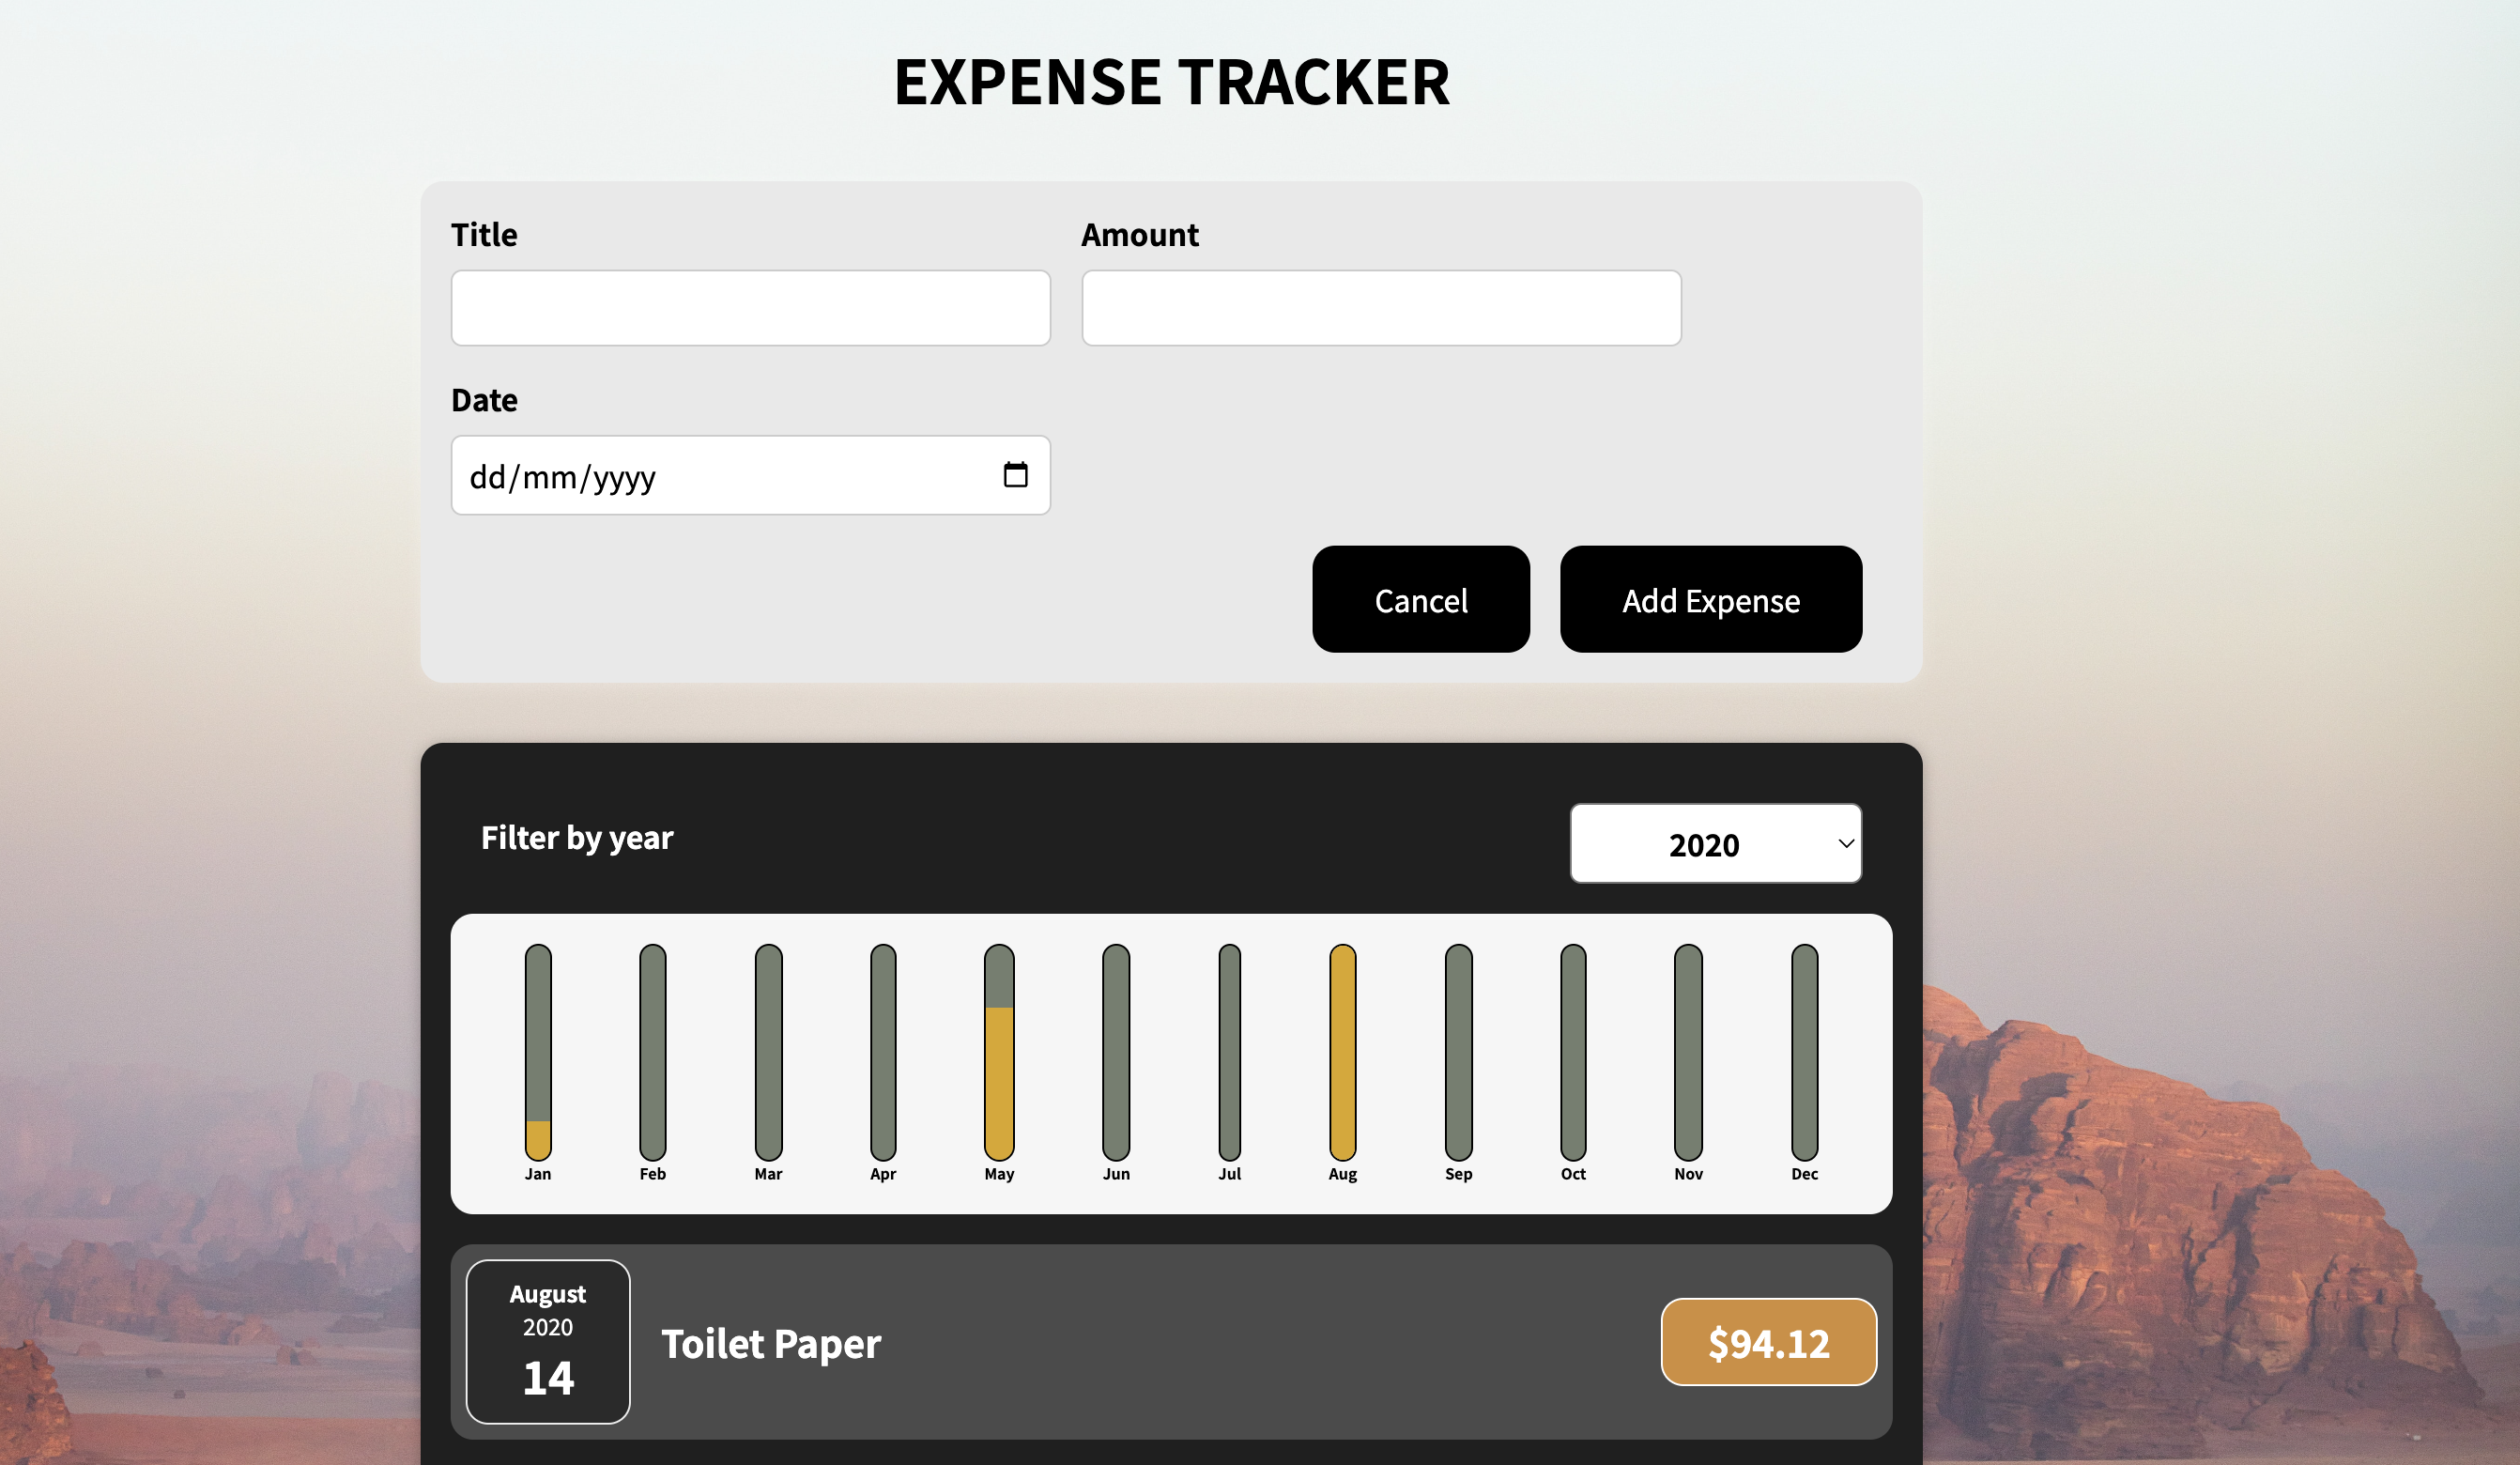 EXPENSE TRACKER
Title
Amount
Date
dd/mm/yyyy
Cancel
Add Expense
Filter by year
2020
Jan
Feb
Mar
Apr
May
Jun
Jul
Aug
Sep
Oct
Nov
Dec
August
2020
14
Toilet Paper
$94.12